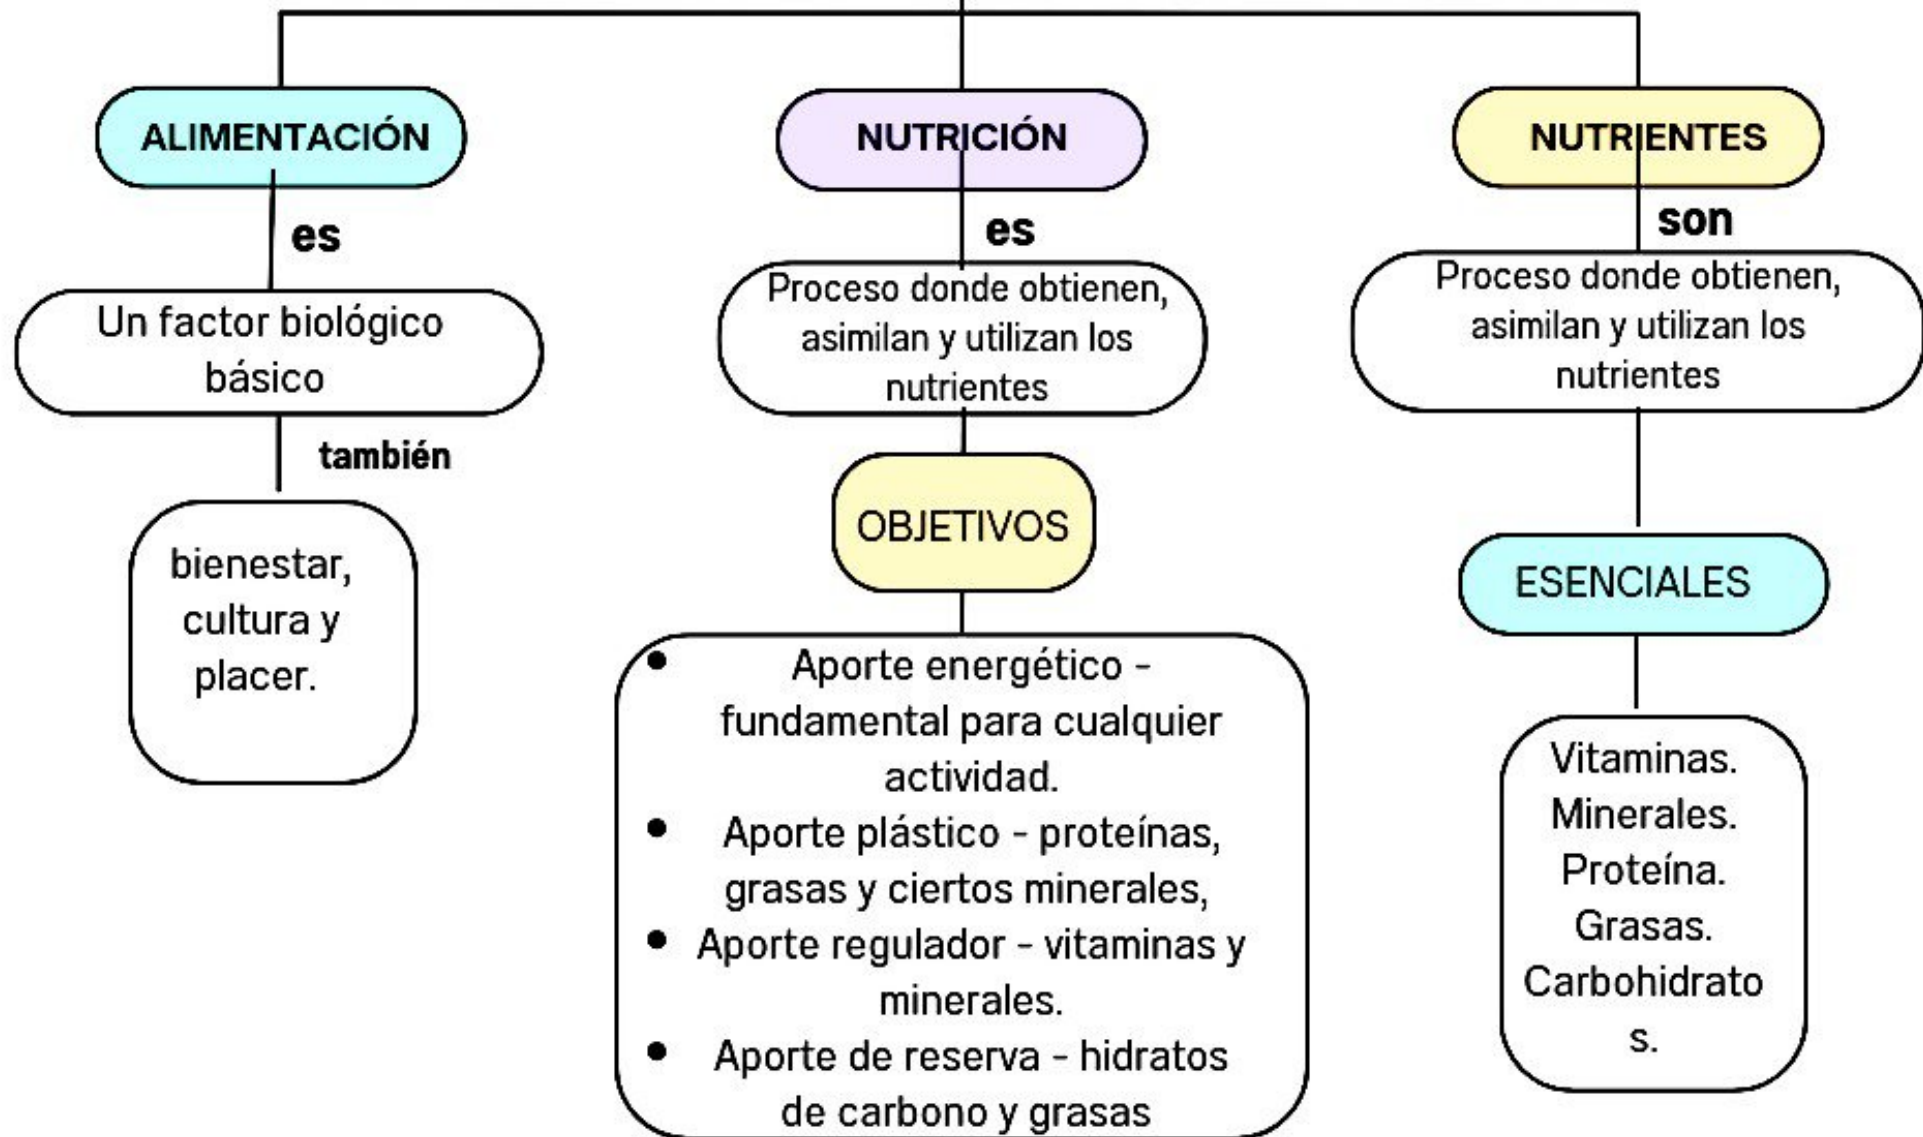 ALIMENTACIÓN
es
Un factor biológico
básico
también
bienestar,
cultura y
placer.
NUTRICIÓN
es
Proceso donde obtienen,
asimilan y utilizan los
nutrientes
OBJETIVOS
• Aporte energético -
fundamental para cualquier
actividad.
• Aporte plástico - proteínas,
grasas y ciertos minerales,
• Aporte regulador - vitaminas y
minerales.
• Aporte de reserva - hidratos
de carbono y grasas
NUTRIENTES
son
Proceso donde obtienen,
asimilan y utilizan los
nutrientes
ESENCIALES
Vitaminas.
Minerales.
Proteína.
Grasas.
Carbohidrato
s.